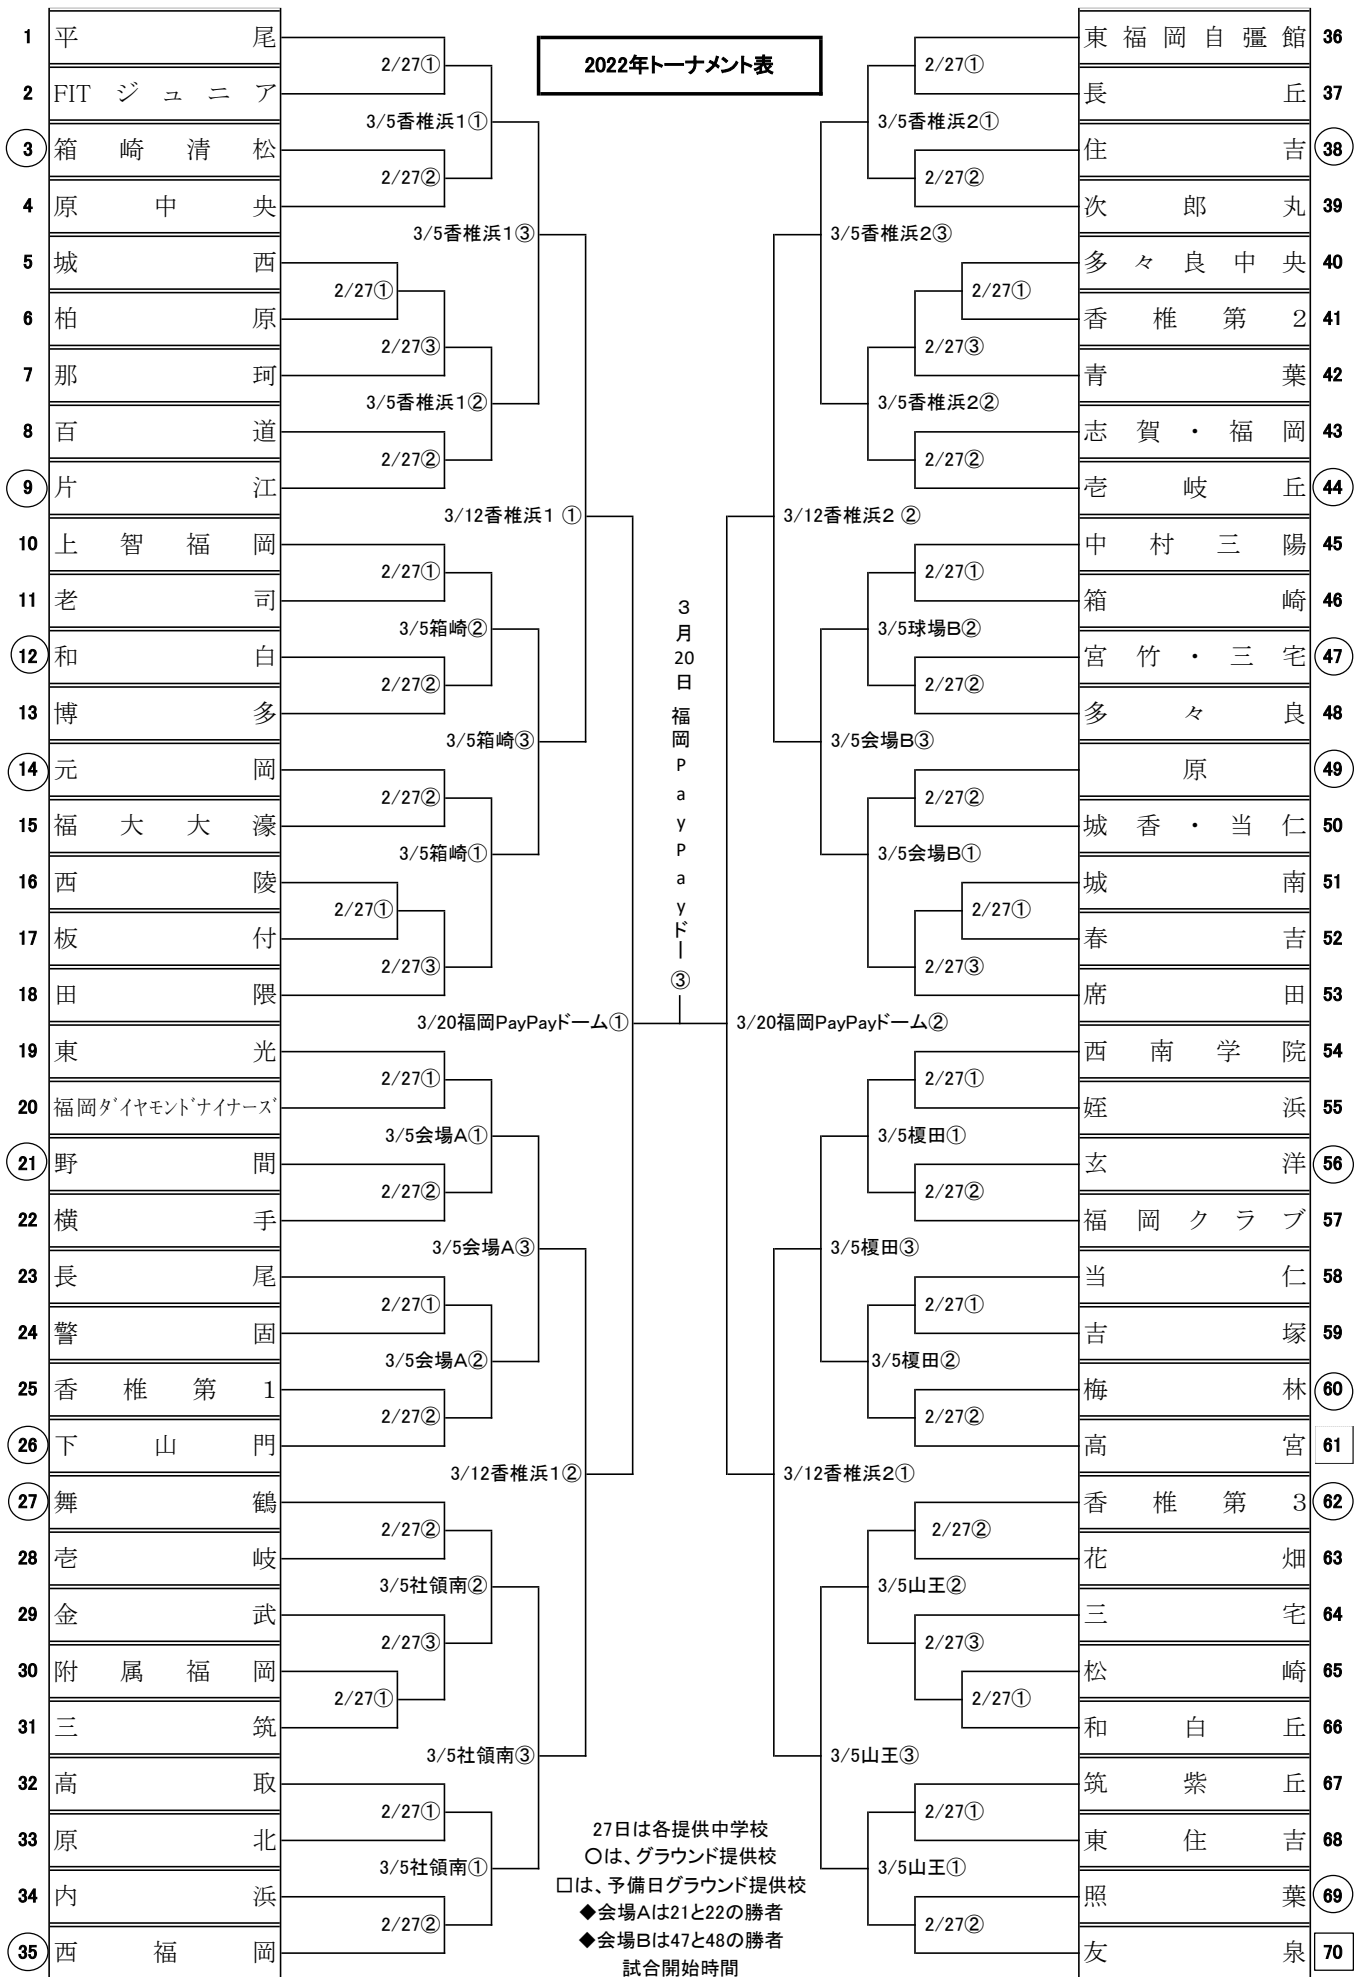 2022年トーナメント表
1 平尾
2 FITジュニア
3 箱崎清松
4 原中央
5 城西
6 柏原
7 那珂
8 百道
9 片江
10 上智福岡
11 老司
12 和白
13 博多
14 元岡
15 福大大濠
16 西陵
17 板付
18 田隈
19 東光
20 福岡ダイヤモンドナイナーズ
21 野間
22 横手
23 長尾
24 警固
25 香椎第1
26 下山門
27 舞鶴
28 壱岐
29 金武
30 附属福岡
31 三筑
32 高取
33 原北
34 内浜
35 西福岡
2/27①
3/5香椎浜1①
2/27②
3/5香椎浜1③
2/27①
2/27③
3/5香椎浜1②
2/27②
3/12香椎浜1 ①
2/27①
3/5箱崎②
2/27②
3/5箱崎③
2/27②
3/5箱崎①
2/27①
2/27③
3/20福岡PayPayドーム①
2/27①
3/5会場A①
2/27②
3/5会場A③
2/27①
3/5会場A②
2/27②
3/12香椎浜1②
2/27②
3/5社領南②
2/27③
2/27①
3/5社領南③
2/27①
3/5社領南①
2/27②
3月20日 福岡PayPayドー ③
2/27①
3/5香椎浜2①
2/27②
3/5香椎浜2③
2/27①
2/27③
3/5香椎浜2②
2/27②
3/12香椎浜2 ②
2/27①
3/5球場B②
2/27②
3/5会場B③
2/27②
3/5会場B①
2/27①
2/27③
3/20福岡PayPayドーム②
2/27①
3/5榎田①
2/27②
3/5榎田③
2/27①
3/5榎田②
2/27②
3/12香椎浜2①
2/27②
3/5山王②
2/27③
2/27①
3/5山王③
2/27①
3/5山王①
2/27②
東福岡自彊館 36
長丘 37
住吉 38
次郎丸 39
多々良中央 40
香椎第2 41
青葉 42
志賀・福岡 43
壱岐丘 44
中村三陽 45
箱崎 46
宮竹・三宅 47
多々良 48
原 49
城香・当仁 50
城南 51
春吉 52
席田 53
西南学院 54
姪浜 55
玄洋 56
福岡クラブ 57
当仁 58
吉塚 59
梅林 60
高宮 61
香椎第3 62
花畑 63
三宅 64
松崎 65
和白丘 66
筑紫丘 67
東住吉 68
照葉 69
友泉 70
27日は各提供中学校
〇は、グラウンド提供校
□は、予備日グラウンド提供校
◆会場Aは21と22の勝者
◆会場Bは47と48の勝者
試合開始時間